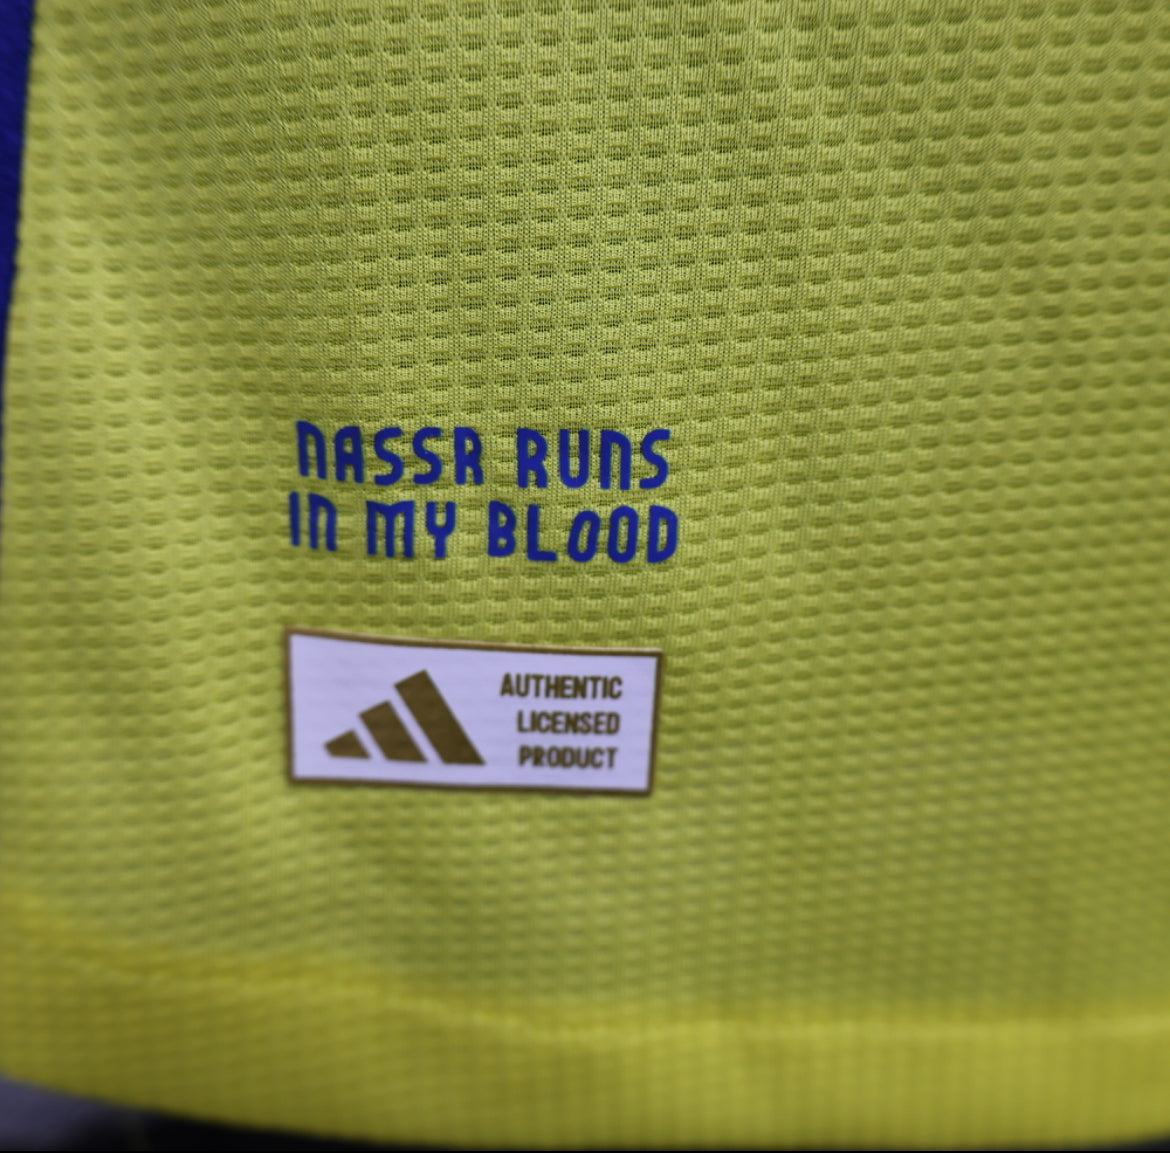 NASSR RUNS
IN MY BLOOD
AUTHENTIC
LICENSED
PRODUCT